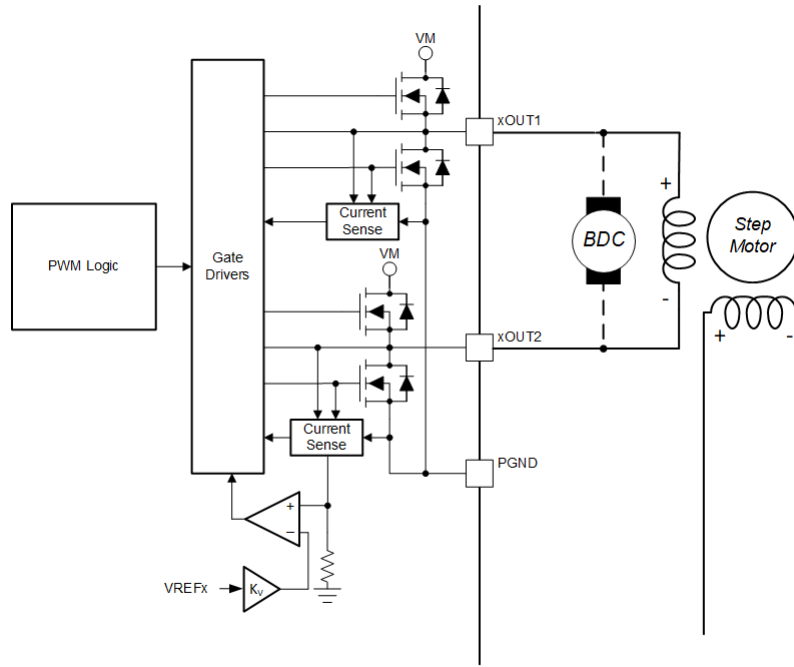 VM
xOUT1
Current
Sense
PWM Logic
Gate
Drivers
VM
xOUT2
Current
Sense
PGND
+
−
VREFx
Kv
BDC
+
-
Step
Motor
+
-